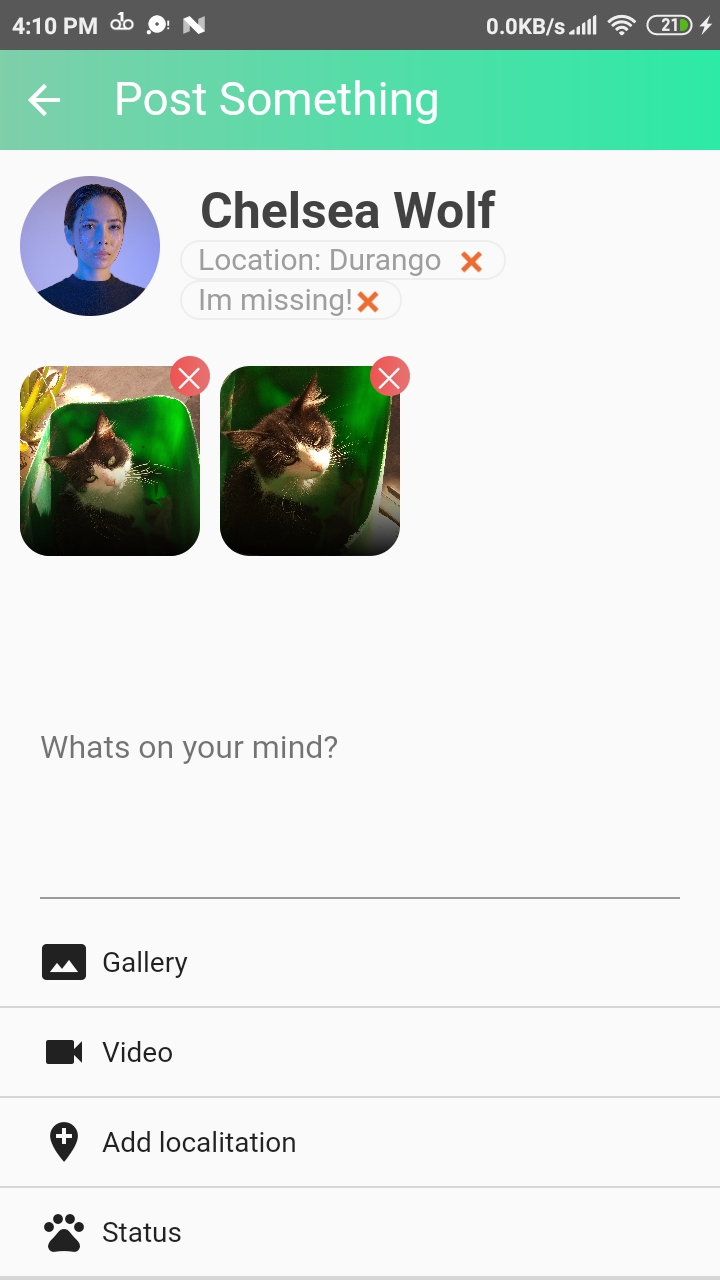 4:10 PM 0.0KB/s 21
Post Something
Chelsea Wolf
Location: Durango
Im missing!
Whats on your mind?
Gallery
Video
Add localitation
Status